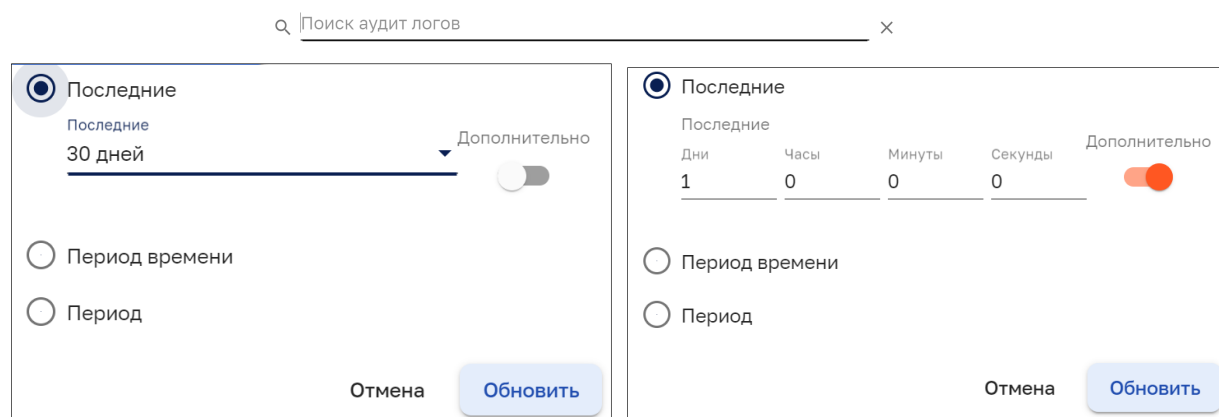 Поиск аудит логов
Последние
Последние
30 дней
Дополнительно
Период времени
Период
Отмена
Обновить
Последние
Последние
Дни Часы Минуты Секунды
1 0 0 0
Дополнительно
Период времени
Период
Отмена
Обновить